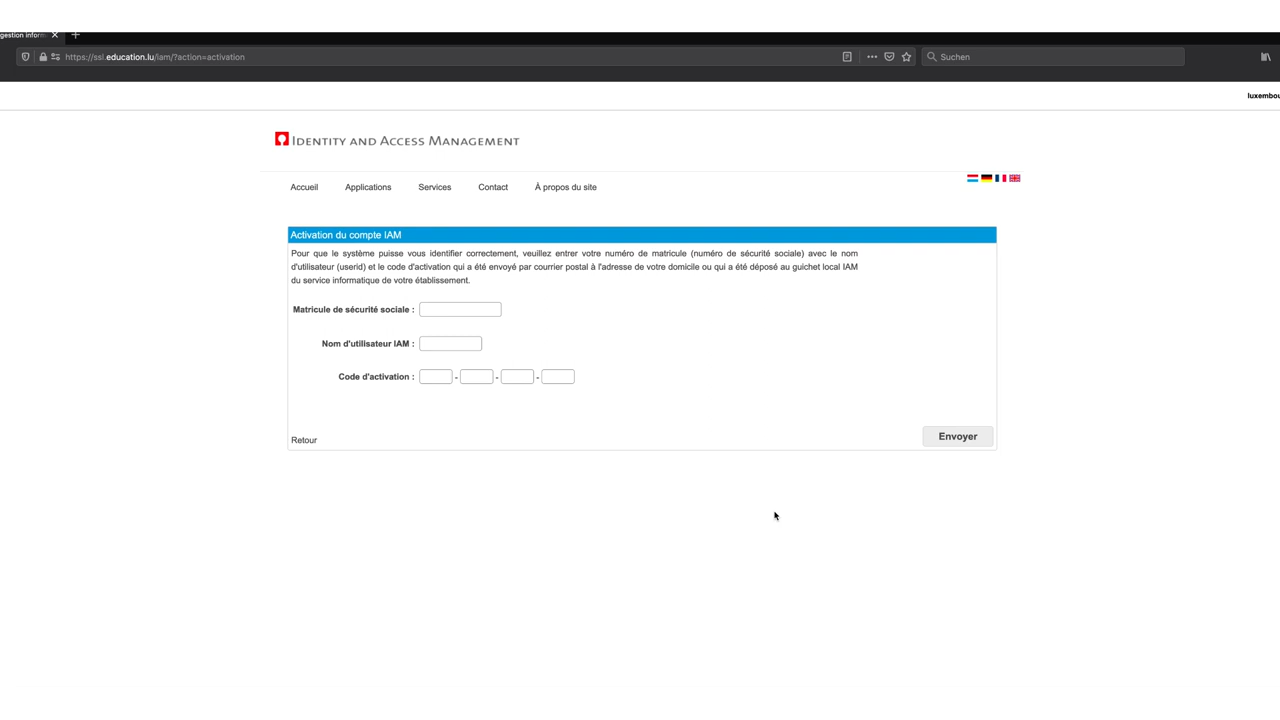 gestion inform
https://ssl.education.lu/iam/?action=activation
Suchen
luxembou
IDENTITY AND ACCESS MANAGEMENT
Accueil Applications Services Contact À propos du site
Activation du compte IAM
Pour que le système puisse vous identifier correctement, veuillez entrer votre numéro de matricule (numéro de sécurité sociale) avec le nom
d'utilisateur (userid) et le code d'activation qui a été envoyé par courrier postal à l'adresse de votre domicile ou qui a été déposé au guichet local IAM
du service informatique de votre établissement.
Matricule de sécurité sociale :
Nom d'utilisateur IAM :
Code d'activation : - - -
Retour
Envoyer